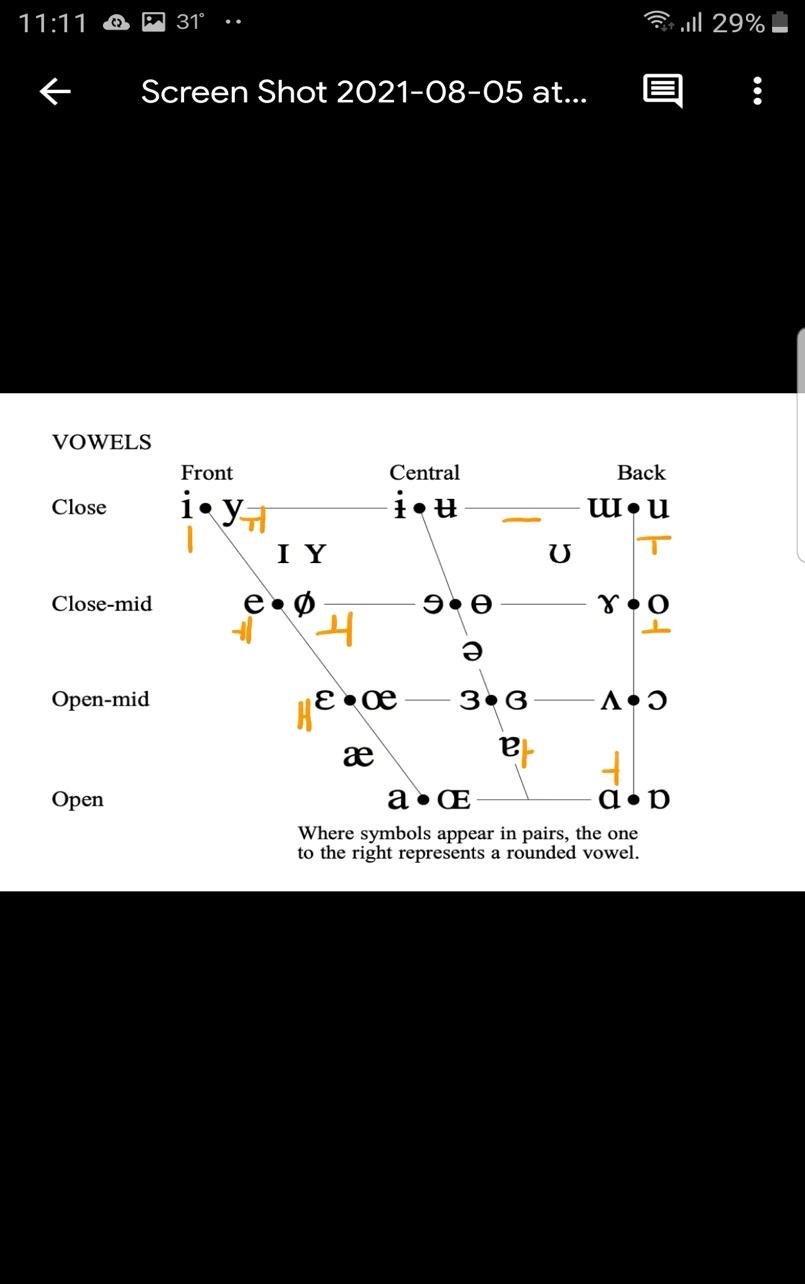 11:11 31° ·· 29%
Screen Shot 2021-08-05 at...
VOWELS
Front Central Back
Close i • y ㅟ ɨ • ʉ ㅡ ɯ • u
ㅣ ㅜ
ɪ ʏ ʊ
Close-mid e • ø ɘ • ɵ ɤ • o
ㅔ ㅚ ㅗ
ə
Open-mid ㅐ ɛ • œ ɜ • ɞ ʌ • ɔ
æ ɐ ㅏ ㅓ
Open a • ɶ ɑ • ɒ
Where symbols appear in pairs, the one
to the right represents a rounded vowel.